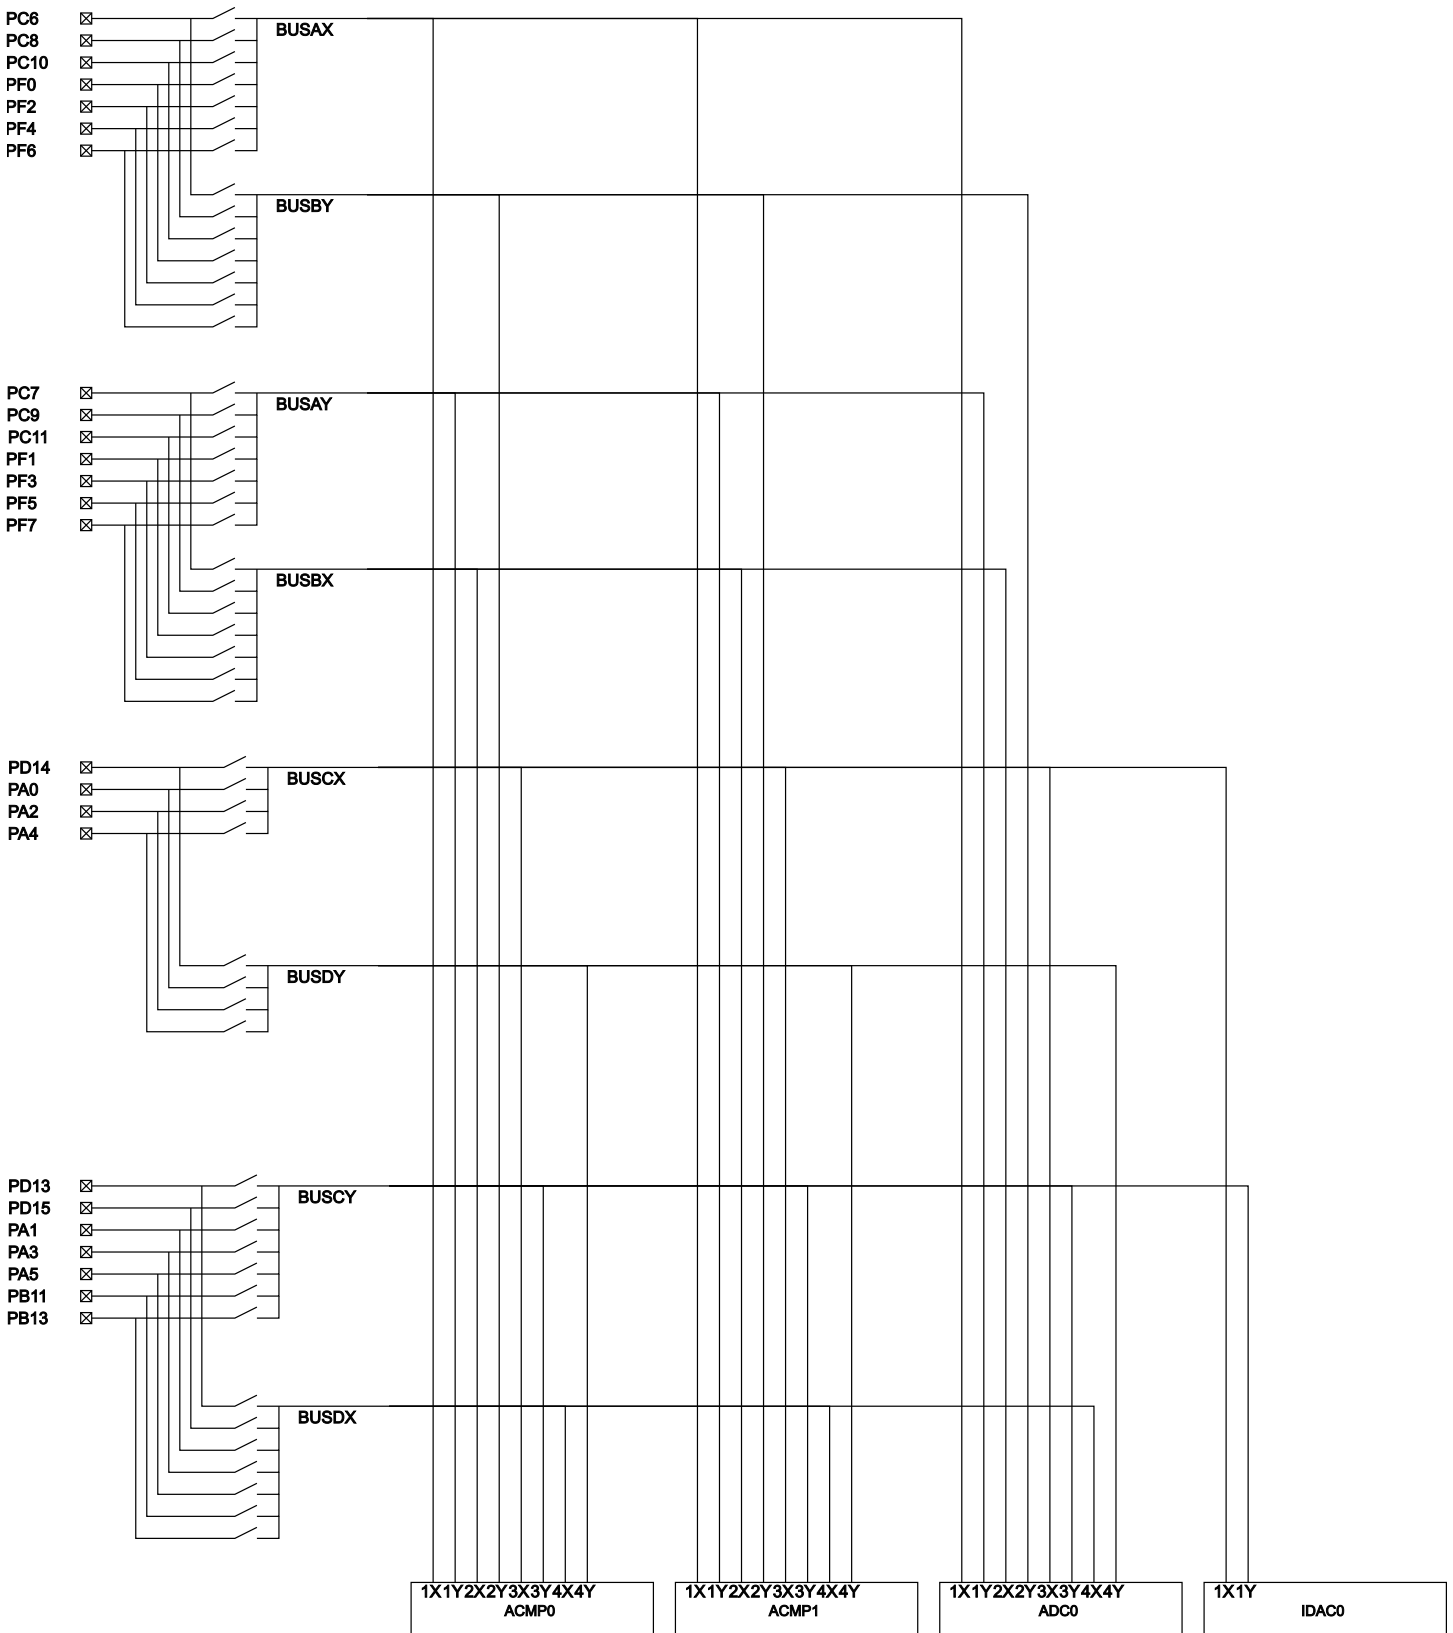 PC6
BUSAX
PC8
PC10
PF0
PF2
PF4
PF6
BUSBY
PC7
BUSAY
PC9
PC11
PF1
PF3
PF5
PF7
BUSBX
PD14
BUSCX
PA0
PA2
PA4
BUSDY
PD13
BUSCY
PD15
PA1
PA3
PA5
PB11
PB13
BUSDX
1X1Y2X2Y3X3Y4X4Y
ACMP0
1X1Y2X2Y3X3Y4X4Y
ACMP1
1X1Y2X2Y3X3Y4X4Y
ADC0
1X1Y
IDAC0